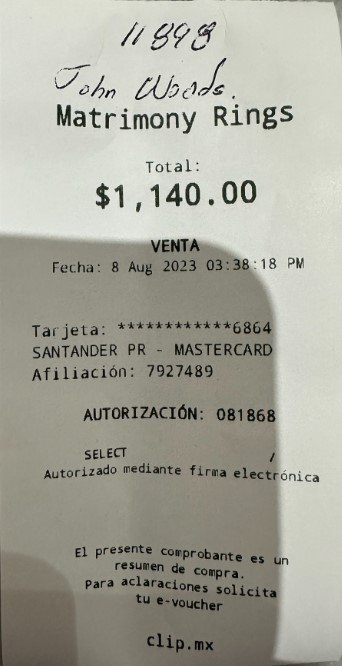 11898
John Woods.
Matrimony Rings
Total:
$1,140.00
VENTA
Fecha: 8 Aug 2023 03:38:18 PM
Tarjeta: ************6864
SANTANDER PR - MASTERCARD
Afiliación: 7927489
AUTORIZACIÓN: 081868
SELECT /
Autorizado mediante firma electrónica
El presente comprobante es un
resumen de compra.
Para aclaraciones solicita
tu e-voucher
clip.mx